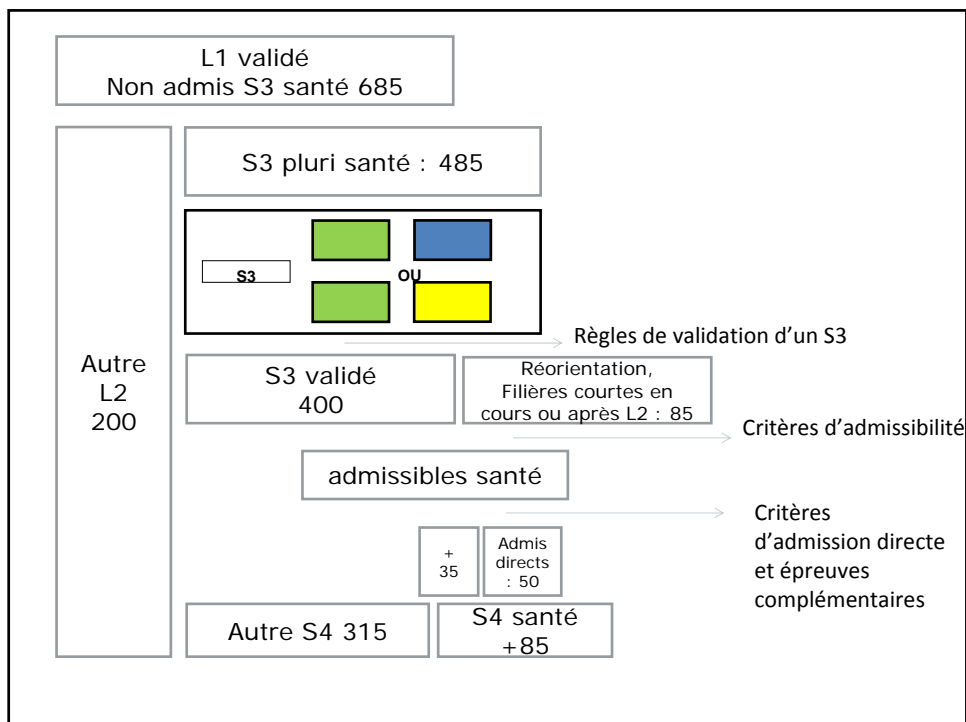 L1 validé
Non admis S3 santé 685
S3 pluri santé : 485
S3
OU
Règles de validation d’un S3
Autre
L2
200
S3 validé
400
Réorientation,
Filières courtes en
cours ou après L2 : 85
Critères d’admissibilité
admissibles santé
Critères
d’admission directe
et épreuves
complémentaires
+
35
Admis
directs
: 50
Autre S4 315
S4 santé
+85